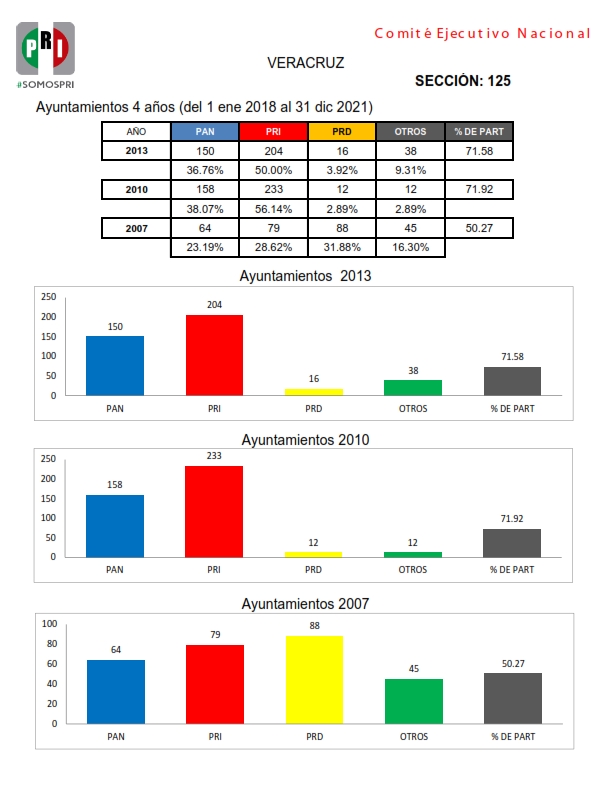 Comité Ejecutivo Nacional
PRI
#SOMOSPRI
VERACRUZ
SECCIÓN: 125
Ayuntamientos 4 años (del 1 ene 2018 al 31 dic 2021)
AÑO PAN PRI PRD OTROS % DE PART
2013 150 204 16 38 71.58
36.76% 50.00% 3.92% 9.31%
2010 158 233 12 12 71.92
38.07% 56.14% 2.89% 2.89%
2007 64 79 88 45 50.27
23.19% 28.62% 31.88% 16.30%
Ayuntamientos 2013
250
200
150
100
50
0
150 204 16 38 71.58
PAN PRI PRD OTROS % DE PART
Ayuntamientos 2010
250
200
150
100
50
0
158 233 12 12 71.92
PAN PRI PRD OTROS % DE PART
Ayuntamientos 2007
100
80
60
40
20
0
64 79 88 45 50.27
PAN PRI PRD OTROS % DE PART